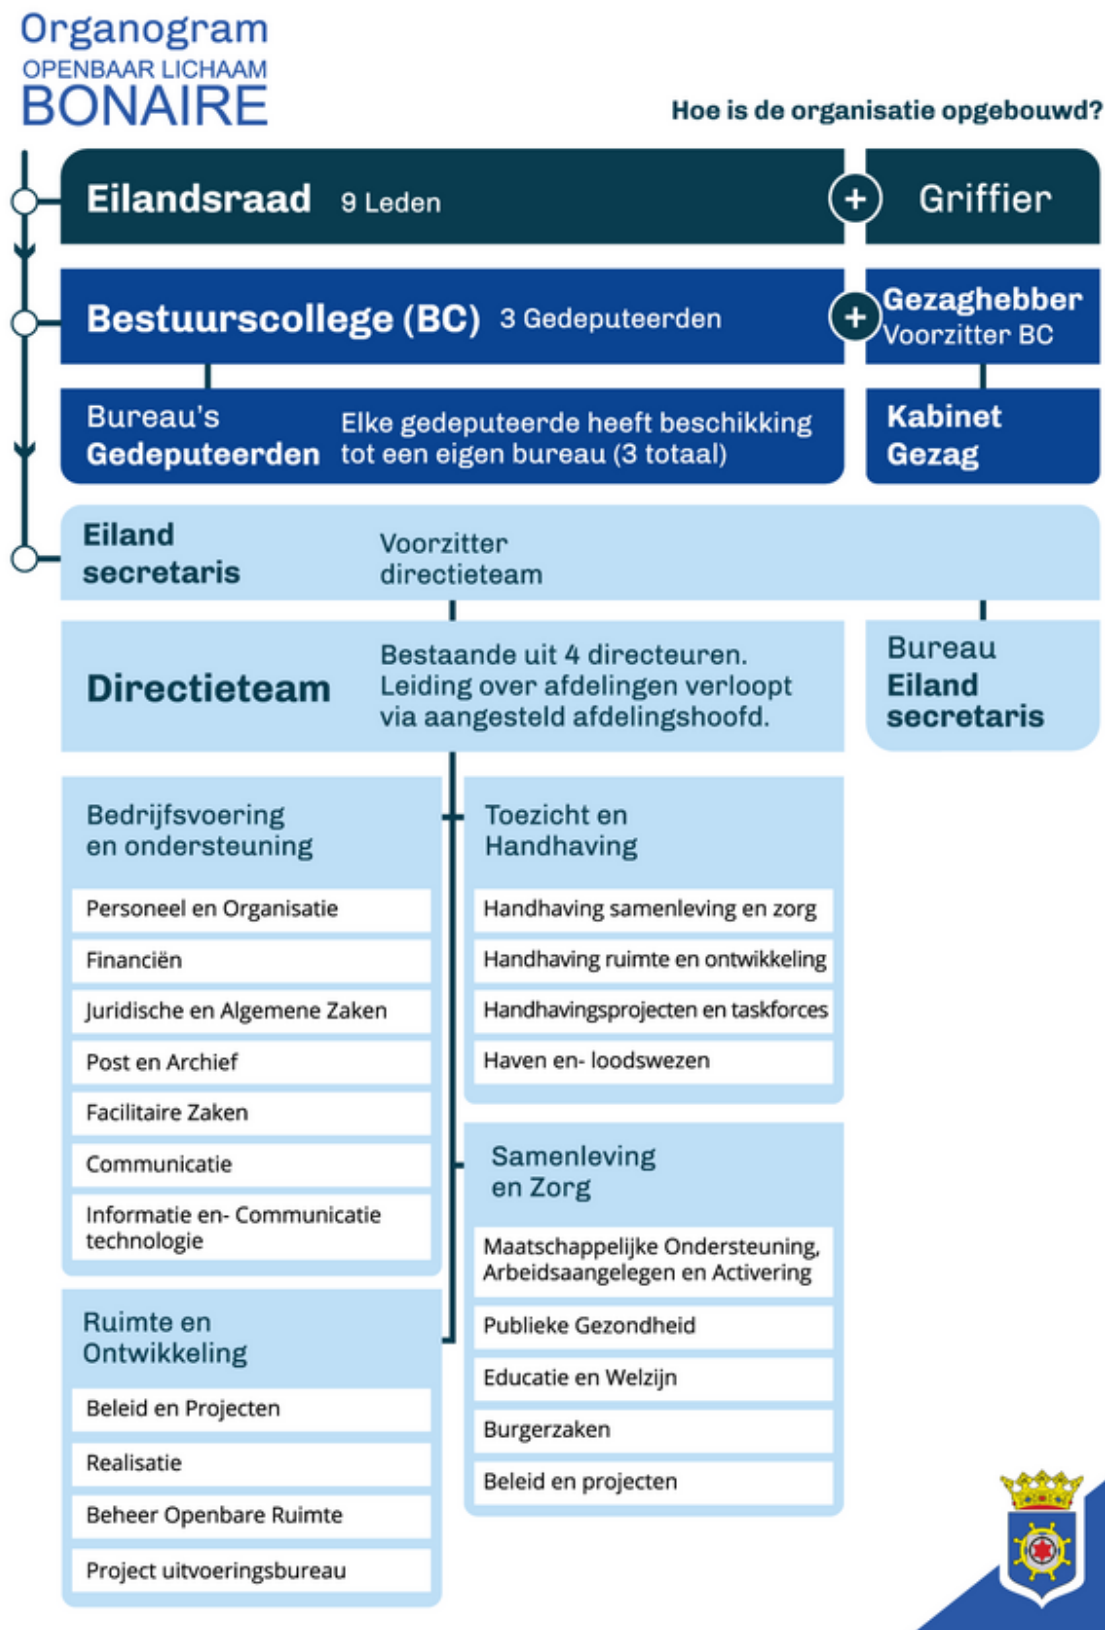 Organogram
OPENBAAR LICHAAM
BONAIRE
Hoe is de organisatie opgebouwd?
Eilandsraad 9 Leden
+
Griffier
Bestuurscollege (BC) 3 Gedeputeerden
+
Gezaghebber
Voorzitter BC
Bureau's
Gedeputeerden
Elke gedeputeerde heeft beschikking
tot een eigen bureau (3 totaal)
Kabinet
Gezag
Eiland
secretaris
Voorzitter
directieteam
Directieteam
Bestaande uit 4 directeuren.
Leiding over afdelingen verloopt
via aangesteld afdelingshoofd.
Bureau
Eiland
secretaris
Bedrijfsvoering
en ondersteuning
Personeel en Organisatie
Financiën
Juridische en Algemene Zaken
Post en Archief
Facilitaire Zaken
Communicatie
Informatie en- Communicatie
technologie
Ruimte en
Ontwikkeling
Beleid en Projecten
Realisatie
Beheer Openbare Ruimte
Project uitvoeringsbureau
Toezicht en
Handhaving
Handhaving samenleving en zorg
Handhaving ruimte en ontwikkeling
Handhavingsprojecten en taskforces
Haven en- loodswezen
Samenleving
en Zorg
Maatschappelijke Ondersteuning,
Arbeidsaangelegen en Activering
Publieke Gezondheid
Educatie en Welzijn
Burgerzaken
Beleid en projecten